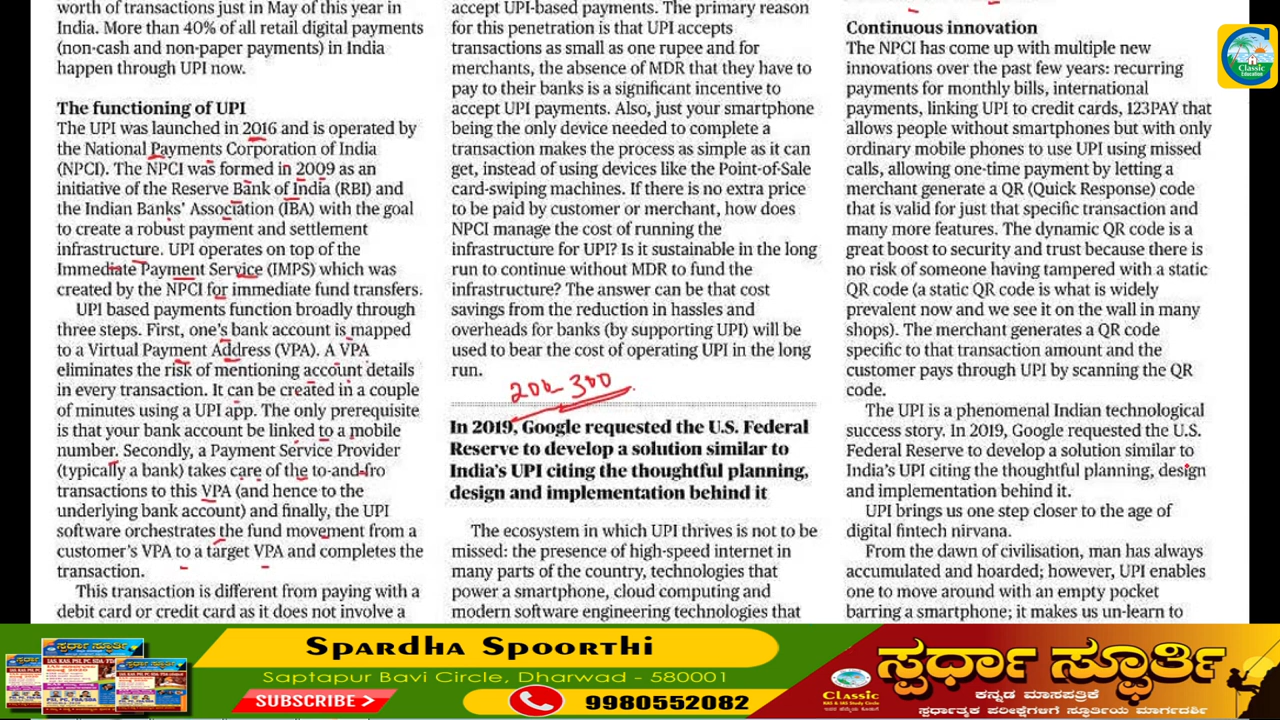 worth of transactions just in May of this year in
India. More than 40% of all retail digital payments
(non-cash and non-paper payments) in India
happen through UPI now.
The functioning of UPI
The UPI was launched in 2016 and is operated by
the National Payments Corporation of India
(NPCI). The NPCI was formed in 2009 as an
initiative of the Reserve Bank of India (RBI) and
the Indian Banks' Association (IBA) with the goal
to create a robust payment and settlement
infrastructure. UPI operates on top of the
Immediate Payment Service (IMPS) which was
created by the NPCI for immediate fund transfers.
UPI based payments function broadly through
three steps. First, one's bank account is mapped
to a Virtual Payment Address (VPA). A VPA
eliminates the risk of mentioning account details
in every transaction. It can be created in a couple
of minutes using a UPI app. The only prerequisite
is that your bank account be linked to a mobile
number. Secondly, a Payment Service Provider
(typically a bank) takes care of the to-and-fro
transactions to this VPA (and hence to the
underlying bank account) and finally, the UPI
software orchestrates the fund movement from a
customer's VPA to a target VPA and completes the
transaction.
This transaction is different from paying with a
debit card or credit card as it does not involve a
accept UPI-based payments. The primary reason
for this penetration is that UPI accepts
transactions as small as one rupee and for
merchants, the absence of MDR that they have to
pay to their banks is a significant incentive to
accept UPI payments. Also, just your smartphone
being the only device needed to complete a
transaction makes the process as simple as it can
get, instead of using devices like the Point-of-Sale
card-swiping machines. If there is no extra price
to be paid by customer or merchant, how does
NPCI manage the cost of running the
infrastructure for UPI? Is it sustainable in the long
run to continue without MDR to fund the
infrastructure? The answer can be that cost
savings from the reduction in hassles and
overheads for banks (by supporting UPI) will be
used to bear the cost of operating UPI in the long
run.
200-300
In 2019, Google requested the U.S. Federal
Reserve to develop a solution similar to
India's UPI citing the thoughtful planning,
design and implementation behind it
The ecosystem in which UPI thrives is not to be
missed: the presence of high-speed internet in
many parts of the country, technologies that
power a smartphone, cloud computing and
modern software engineering technologies that
Continuous innovation
The NPCI has come up with multiple new
innovations over the past few years: recurring
payments for monthly bills, international
payments, linking UPI to credit cards, 123PAY that
allows people without smartphones but with only
ordinary mobile phones to use UPI using missed
calls, allowing one-time payment by letting a
merchant generate a QR (Quick Response) code
that is valid for just that specific transaction and
many more features. The dynamic QR code is a
great boost to security and trust because there is
no risk of someone having tampered with a static
QR code (a static QR code is what is widely
prevalent now and we see it on the wall in many
shops). The merchant generates a QR code
specific to that transaction amount and the
customer pays through UPI by scanning the QR
code.
The UPI is a phenomenal Indian technological
success story. In 2019, Google requested the U.S.
Federal Reserve to develop a solution similar to
India's UPI citing the thoughtful planning, design
and implementation behind it.
UPI brings us one step closer to the age of
digital fintech nirvana.
From the dawn of civilisation, man has always
accumulated and hoarded; however, UPI enables
one to move around with an empty pocket
barring a smartphone; it makes us un-learn to
Classic
Education
Spardha Spoorthi
Saptapur Bavi Circle, Dharwad - 580001
SUBSCRIBE
9980552082
Classic
KAS & IAS Study Circle
ಸ್ಪರ್ಧಾ ಸ್ಫೂರ್ತಿ
ಕನ್ನಡ ಮಾಸಪತ್ರಿಕೆ
ಸ್ಪರ್ಧಾತ್ಮಕ ಪರೀಕ್ಷೆಗಳಿಗೆ ಸ್ಫೂರ್ತಿಯ ಮಾರ್ಗದರ್ಶಿ